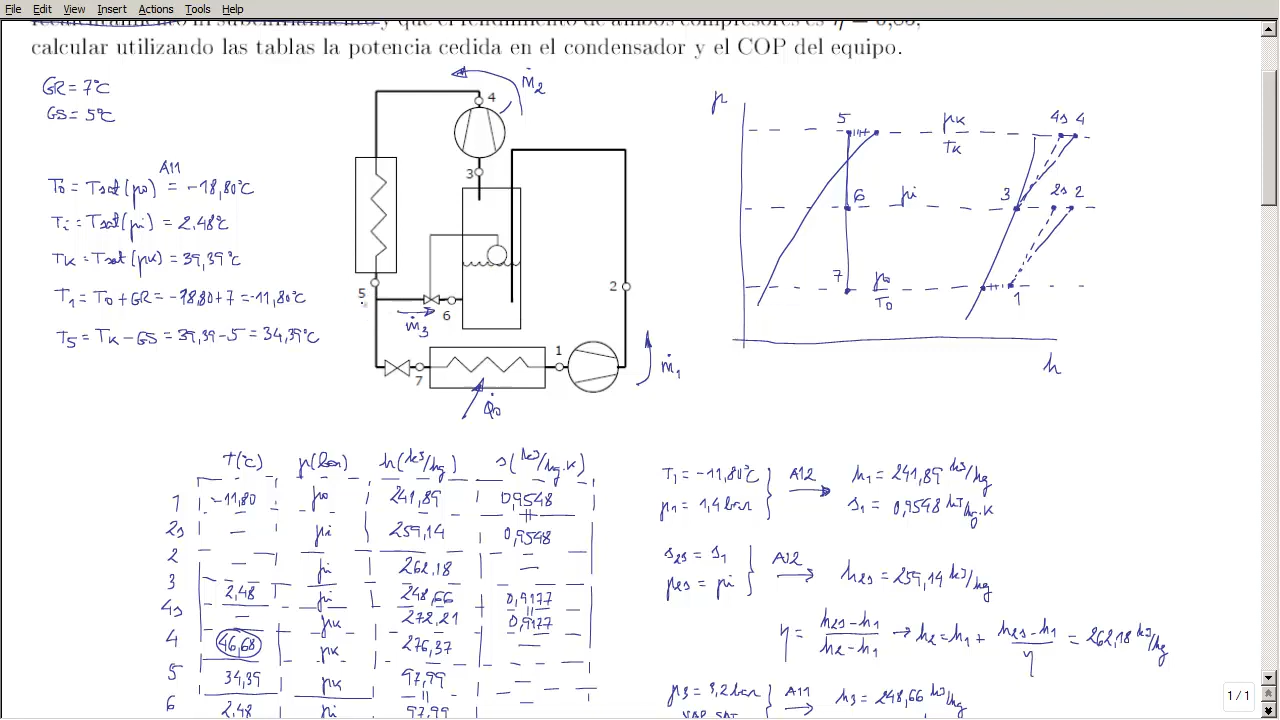 File Edit View Insert Actions Tools Help
calcular utilizando las tablas la potencia cedida en el condensador y el COP del equipo.
GR = 7°C
GS = 5°C
A11
T0 = Tsat(p0) = -18,80°C
Ti = Tsat(pi) = 2,48°C
TK = Tsat(pK) = 39,39°C
T1 = T0 + GR = -18,80 + 7 = -11,80°C
T5 = TK - GS = 39,39 - 5 = 34,39°C
4
ṁ2
3
2
5
6
ṁ3
7
1
ṁ1
Q̇0
p
5
pK
TK
4s 4
6
pi
3
2s 2
7
p0
T0
1
h
T(°C) p(bar) h(kJ/kg) s(kJ/kg.K)
1 -11,80 p0 241,89 0,9548
2s — pi 259,14 0,9548
2 — pi 262,18 —
3 2,48 pi 248,66 0,9177
4s — pK 272,21 0,9177
4 46,68 pK 276,37 —
5 34,39 pK 97,99 —
6 2,48 pi 97,99 —
T1 = -11,80°C
p1 = 1,4 bar
A12
h1 = 241,89 kJ/kg
s1 = 0,9548 kJ/kg.K
s2s = s1
p2s = pi
A12
h2s = 259,14 kJ/kg
η = h2s - h1 / h2 - h1 → h2 = h1 + h2s - h1 / η = 262,18 kJ/kg
p3 = 3,2 bar
VAP SAT
A11
h3 = 248,66 kJ/kg
1 / 1